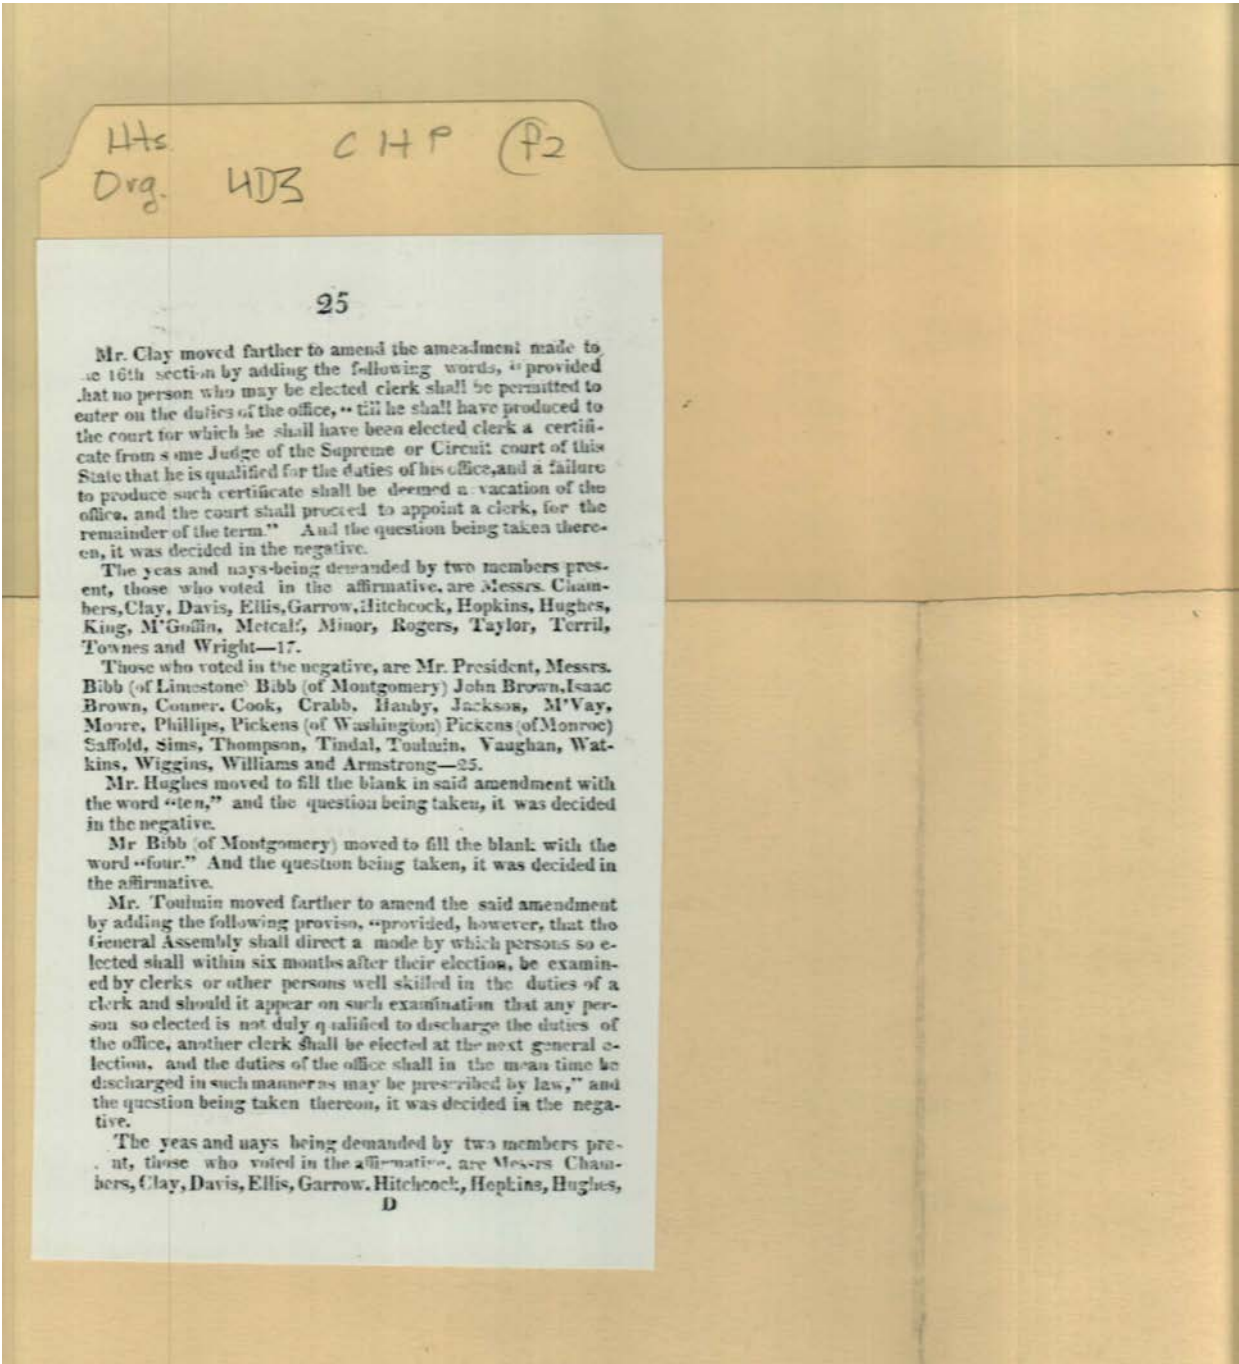 Hts. CHP P2
Org. HD3
25
Mr. Clay moved farther to amend the ameadment made to
16th section by adding the following words, "provided
hat no person who may be elected clerk shall be permitted to
enter on the duties of the office, "till he shall have produced to
the court for which he shall have been elected clerk a certifi-
cate from s me Judge of the Supreme or Circuit court of this
State that he is qualified for the duties of his office,and a failure
to produce such certificate shall be deemed a vacation of the
office, and the court shall proceed to appoint a clerk, for the
remainder of the term." And the question being taken there-
en, it was decided in the negative.
The yeas and nays being demanded by two members pres-
ent, those who voted in the affirmative, are Messrs. Cham-
bers,Clay, Davis, Ellis,Garrow,Hitchcock, Hopkins, Hughes,
King, M'Goffin, Metcalf, Minor, Rogers, Taylor, Terril,
Townes and Wright—17.
Those who voted in the negative, are Mr. President, Messrs.
Bibb (of Limestone) Bibb (of Montgomery) John Brown,Isaac
Brown, Conner, Cook, Crabb, Hanby, Jackson, M'Vay,
Moore, Phillips, Pickens (of Washington) Pickens (of Monroe)
Saffold, Sims, Thompson, Tindal, Toulmin, Vaughan, Wat-
kins, Wiggins, Williams and Armstrong—25.
Mr. Hughes moved to fill the blank in said amendment with
the word "ten," and the question being taken, it was decided
in the negative.
Mr Bibb (of Montgomery) moved to fill the blank with the
word "four." And the question being taken, it was decided in
the affirmative.
Mr. Toulmin moved farther to amend the said amendment
by adding the following proviso, "provided, however, that the
General Assembly shall direct a mode by which persons so e-
lected shall within six months after their election, be examin-
ed by clerks or other persons well skilled in the duties of a
clerk and should it appear on such examination that any per-
son so elected is not duly q alified to discharge the duties of
the office, another clerk shall be elected at the next general e-
lection, and the duties of the office shall in the mean time be
discharged in such manner as may be prescribed by law," and
the question being taken thereon, it was decided in the nega-
tive.
The yeas and nays being demanded by two members pre-
nt, those who voted in the affirmative, are Messrs Cham-
bers, Clay, Davis, Ellis, Garrow, Hitchcock, Hopkins, Hughes,
D